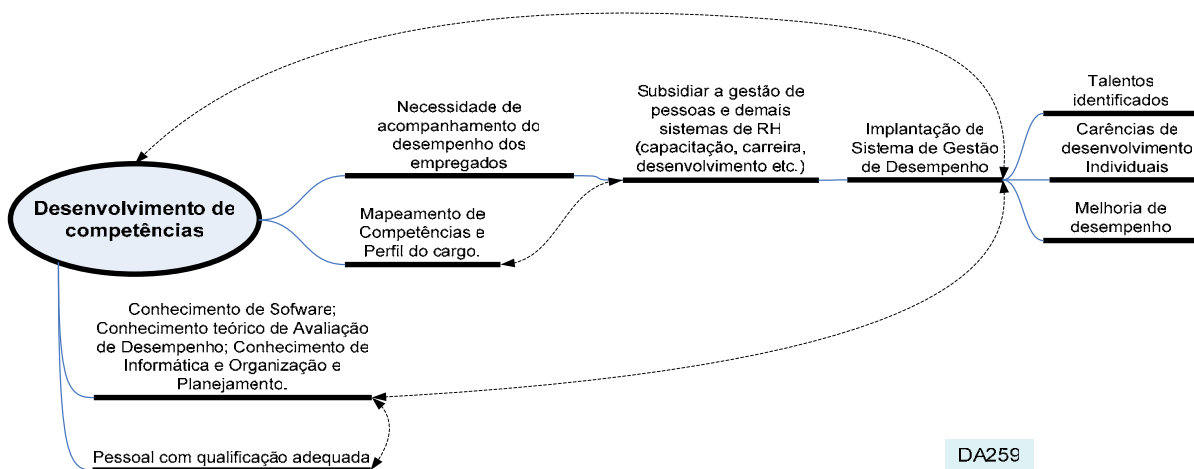 Desenvolvimento de
competências
Necessidade de
acompanhamento do
desempenho dos
empregados
Mapeamento de
Competências e
Perfil do cargo.
Subsidiar a gestão de
pessoas e demais
sistemas de RH
(capacitação, carreira,
desenvolvimento etc.)
Implantação de
Sistema de Gestão
de Desempenho
Talentos
identificados
Carências de
desenvolvimento
Individuais
Melhoria de
desempenho
Conhecimento de Sofware;
Conhecimento teórico de Avaliação
de Desempenho; Conhecimento de
Informática e Organização e
Planejamento.
Pessoal com qualificação adequada
DA259